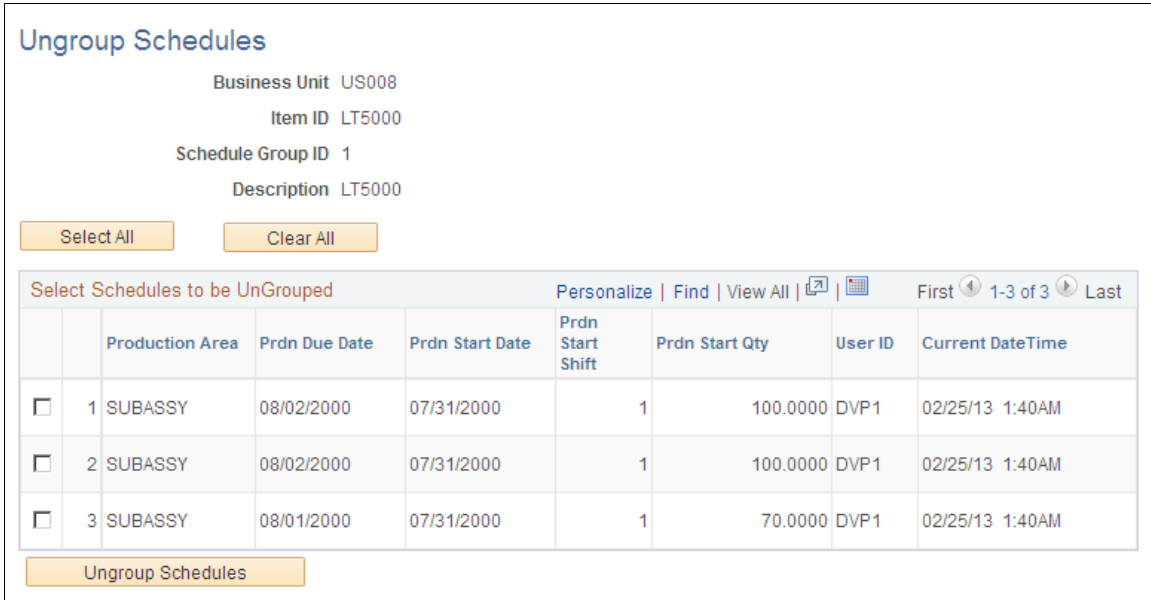 Ungroup Schedules
Business Unit US008
Item ID LT5000
Schedule Group ID 1
Description LT5000
Select All Clear All
Select Schedules to be UnGrouped Personalize | Find | View All | | First 1-3 of 3 Last
Production Area Prdn Due Date Prdn Start Date Prdn Start Shift Prdn Start Qty User ID Current DateTime
1 SUBASSY 08/02/2000 07/31/2000 1 100.0000 DVP1 02/25/13 1:40AM
2 SUBASSY 08/02/2000 07/31/2000 1 100.0000 DVP1 02/25/13 1:40AM
3 SUBASSY 08/01/2000 07/31/2000 1 70.0000 DVP1 02/25/13 1:40AM
Ungroup Schedules